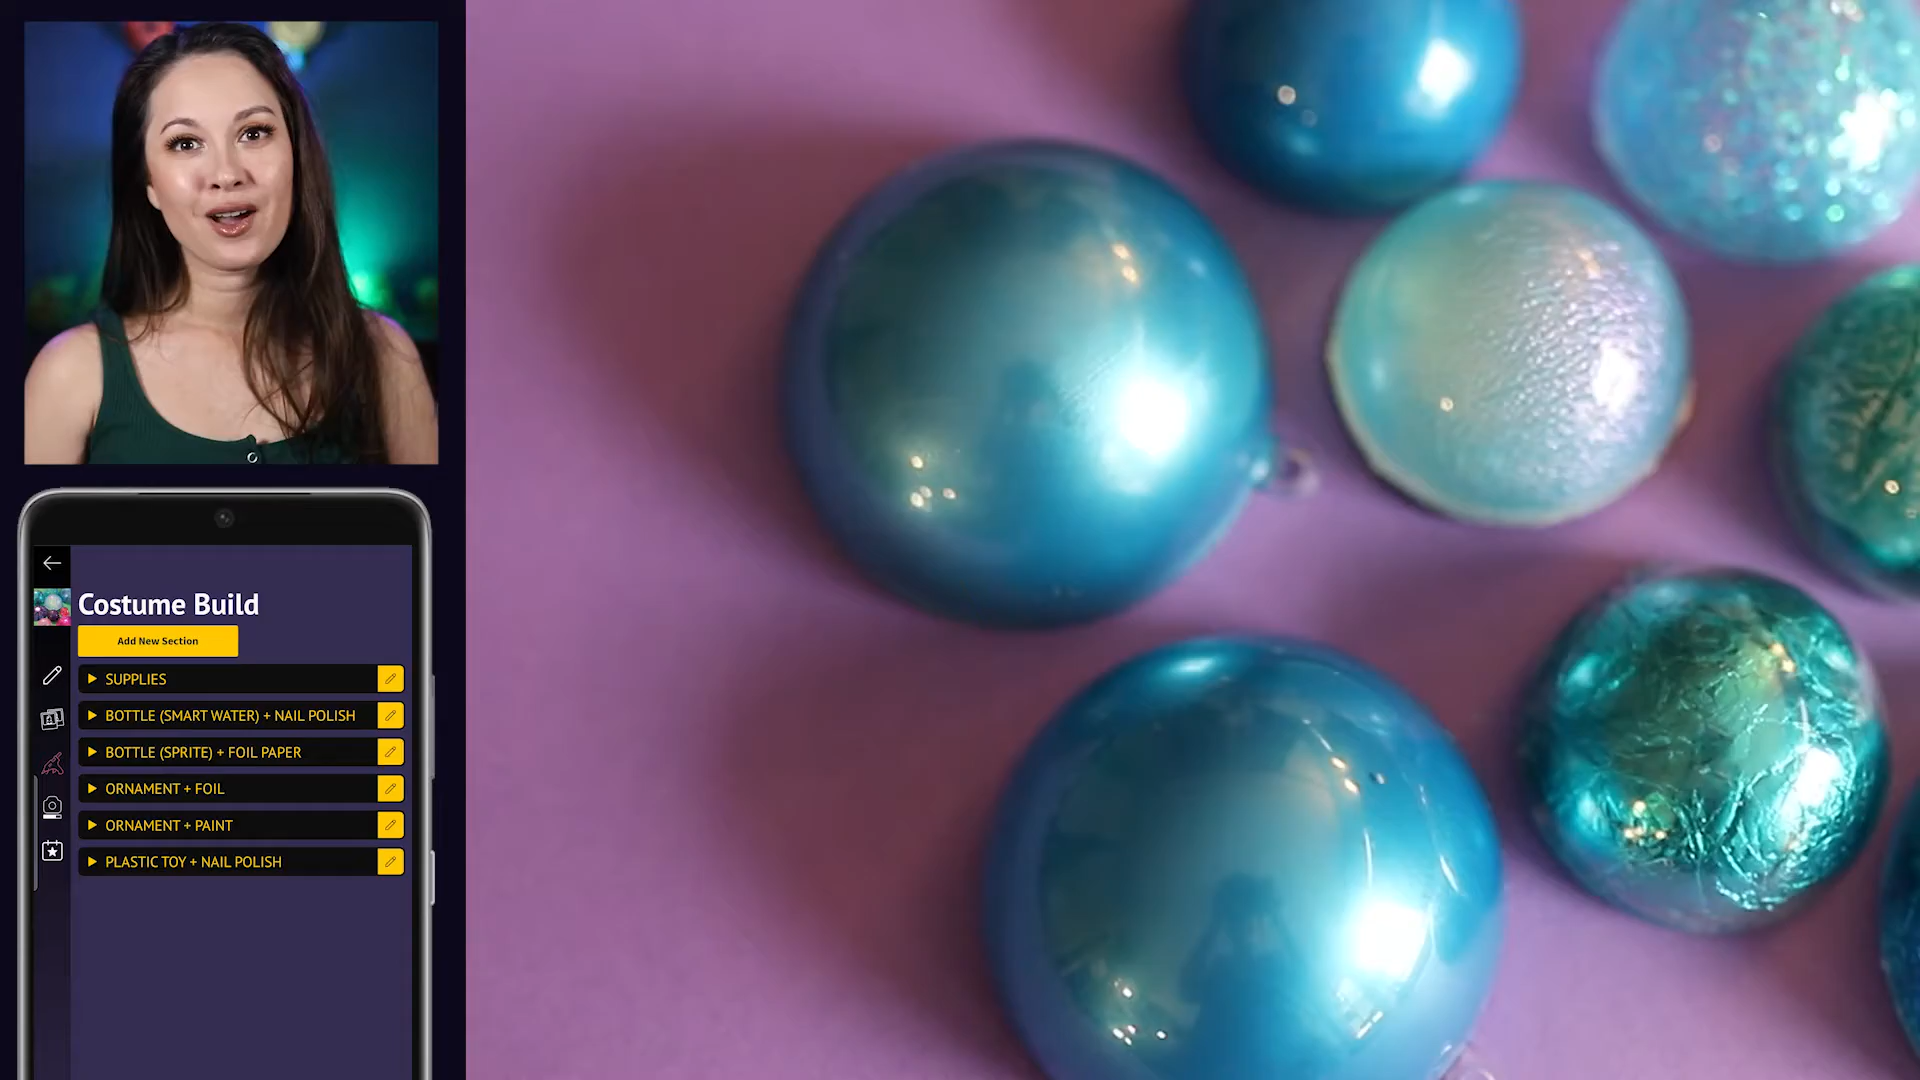 Costume Build
Add New Section
SUPPLIES
BOTTLE (SMART WATER) + NAIL POLISH
BOTTLE (SPRITE) + FOIL PAPER
ORNAMENT + FOIL
ORNAMENT + PAINT
PLASTIC TOY + NAIL POLISH